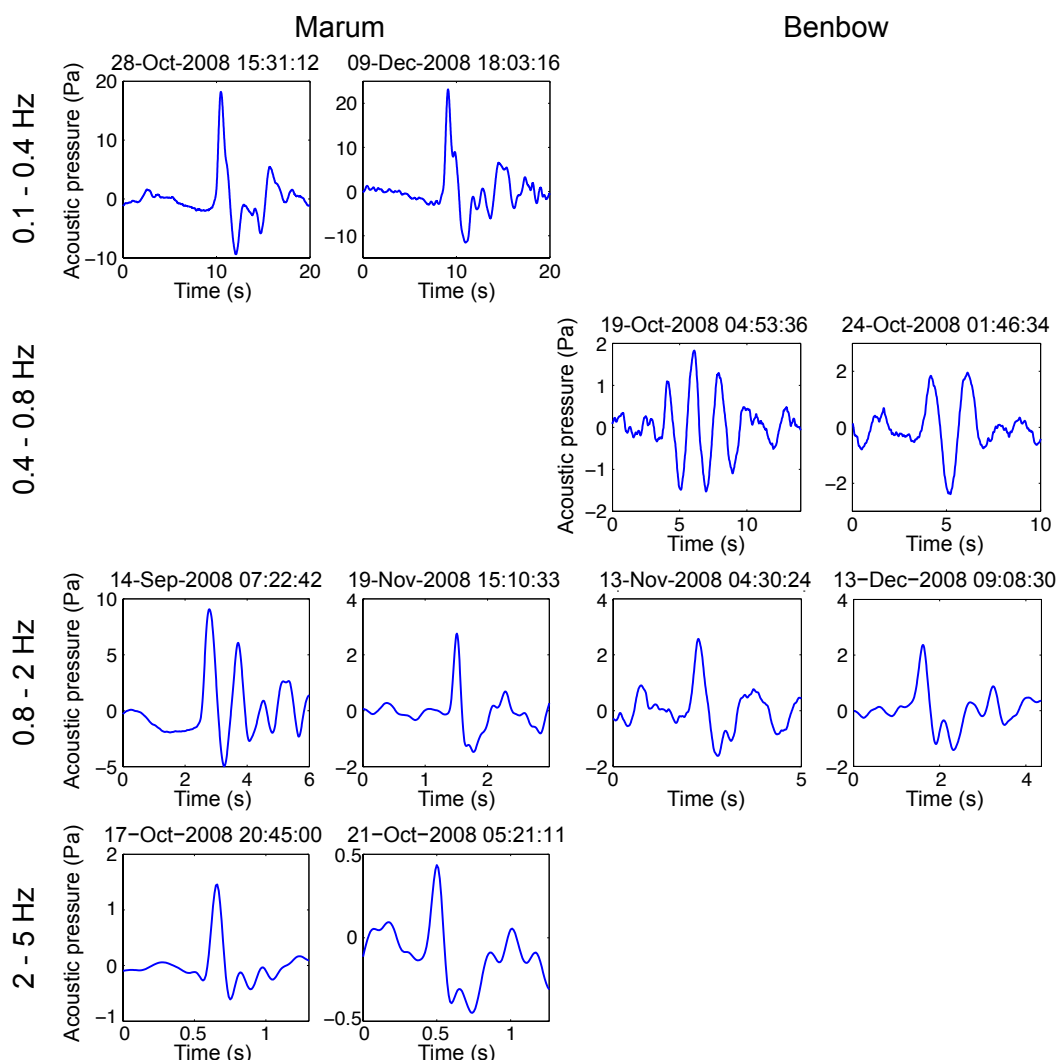 Marum
Benbow
0.1 - 0.4 Hz
28-Oct-2008 15:31:12
09-Dec-2008 18:03:16
Acoustic pressure (Pa)
20
10
0
−10
0
10
20
Time (s)
20
10
0
−10
0
10
20
Time (s)
0.4 - 0.8 Hz
19-Oct-2008 04:53:36
24-Oct-2008 01:46:34
Acoustic pressure (Pa)
2
1
0
−1
−2
0
5
10
Time (s)
2
0
−2
0
5
10
Time (s)
0.8 - 2 Hz
14-Sep-2008 07:22:42
19-Nov-2008 15:10:33
13-Nov-2008 04:30:24
13−Dec−2008 09:08:30
Acoustic pressure (Pa)
10
5
0
−5
0
2
4
6
Time (s)
4
2
0
−2
0
1
2
Time (s)
4
2
0
−2
0
5
Time (s)
4
2
0
−2
0
2
4
Time (s)
2 - 5 Hz
17−Oct−2008 20:45:00
21−Oct−2008 05:21:11
Acoustic pressure (Pa)
2
1
0
−1
0
0.5
1
Time (s)
0.5
0
−0.5
0
0.5
1
Time (s)